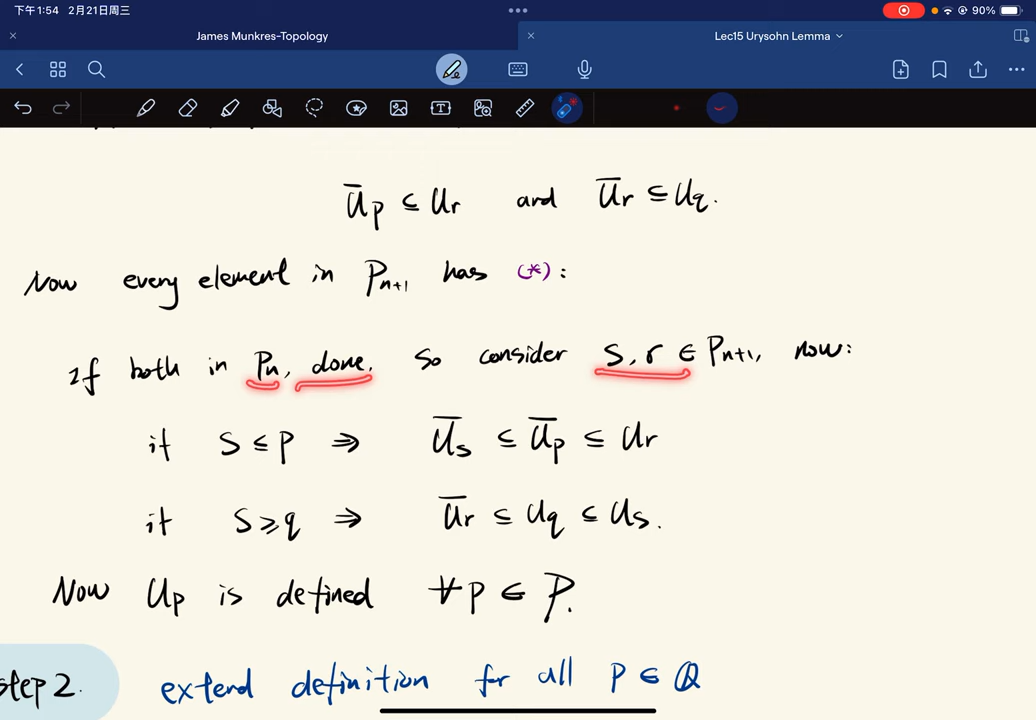 下午1:54 2月21日周三
90%
James Munkres-Topology
Lec15 Urysohn Lemma
Ūp ⊆ Ur and Ūr ⊆ Uq.
Now every element in Pn+1 has (*):
If both in Pn, done. so consider s, r ∈ Pn+1, now:
if s ≤ p ⇒ Ūs ⊆ Ūp ⊆ Ur
if s ≥ q ⇒ Ūr ⊆ Uq ⊆ Us.
Now Up is defined ∀p ∈ P.
step 2. extend definition for all p ∈ ℚ